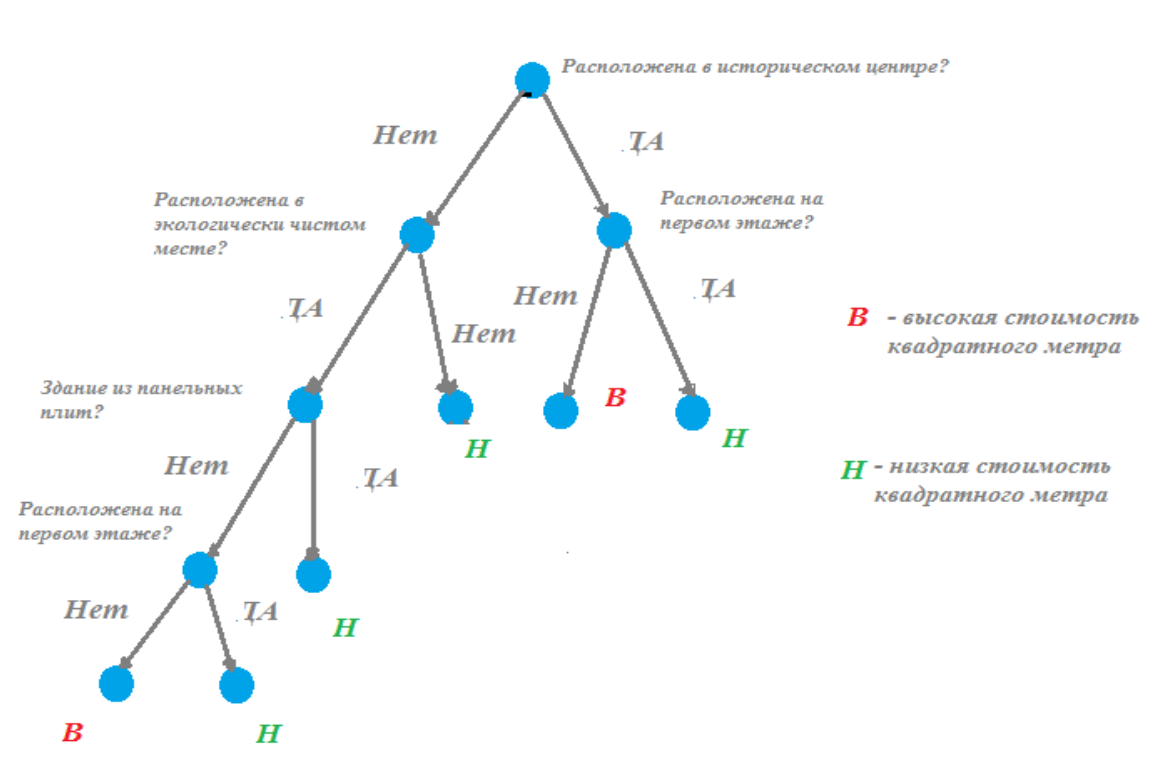 Расположена в историческом центре?
Нет
ДА
Расположена в
экологически чистом
месте?
Расположена на
первом этаже?
ДА
Нет
Нет
ДА
В - высокая стоимость
квадратного метра
Здание из панельных
плит?
В
Н
Н
Нет
ДА
Н - низкая стоимость
квадратного метра
Расположена на
первом этаже?
Нет
ДА
Н
В
Н